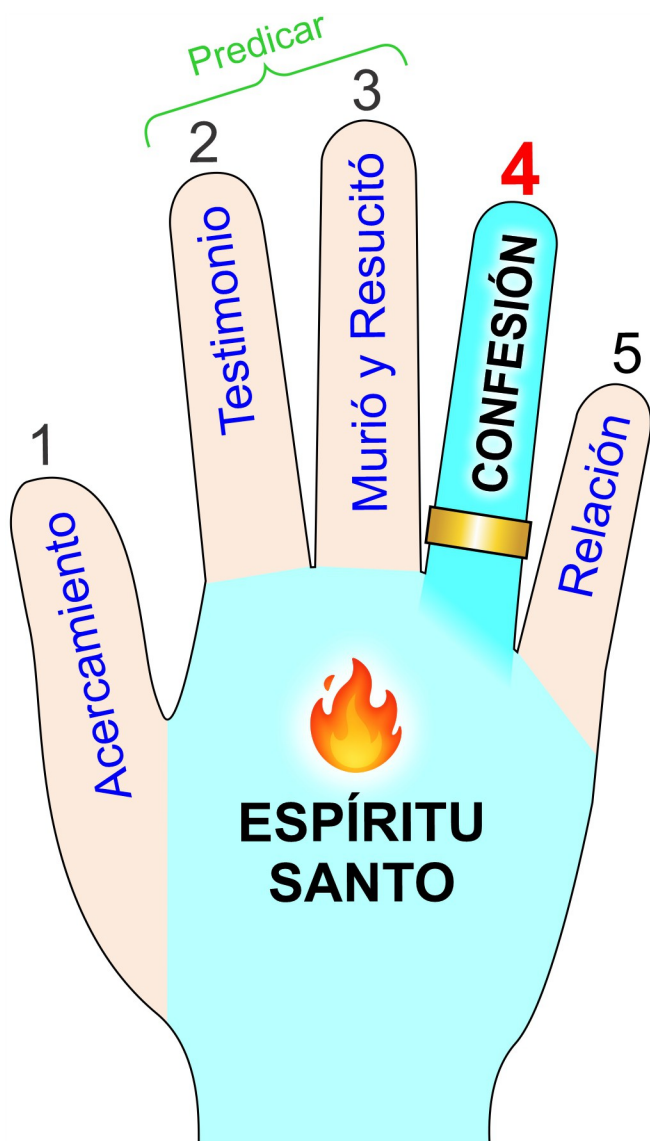 Predicar
1
Acercamiento
2
Testimonio
3
Murió y Resucitó
4
CONFESIÓN
5
Relación
ESPÍRITU
SANTO